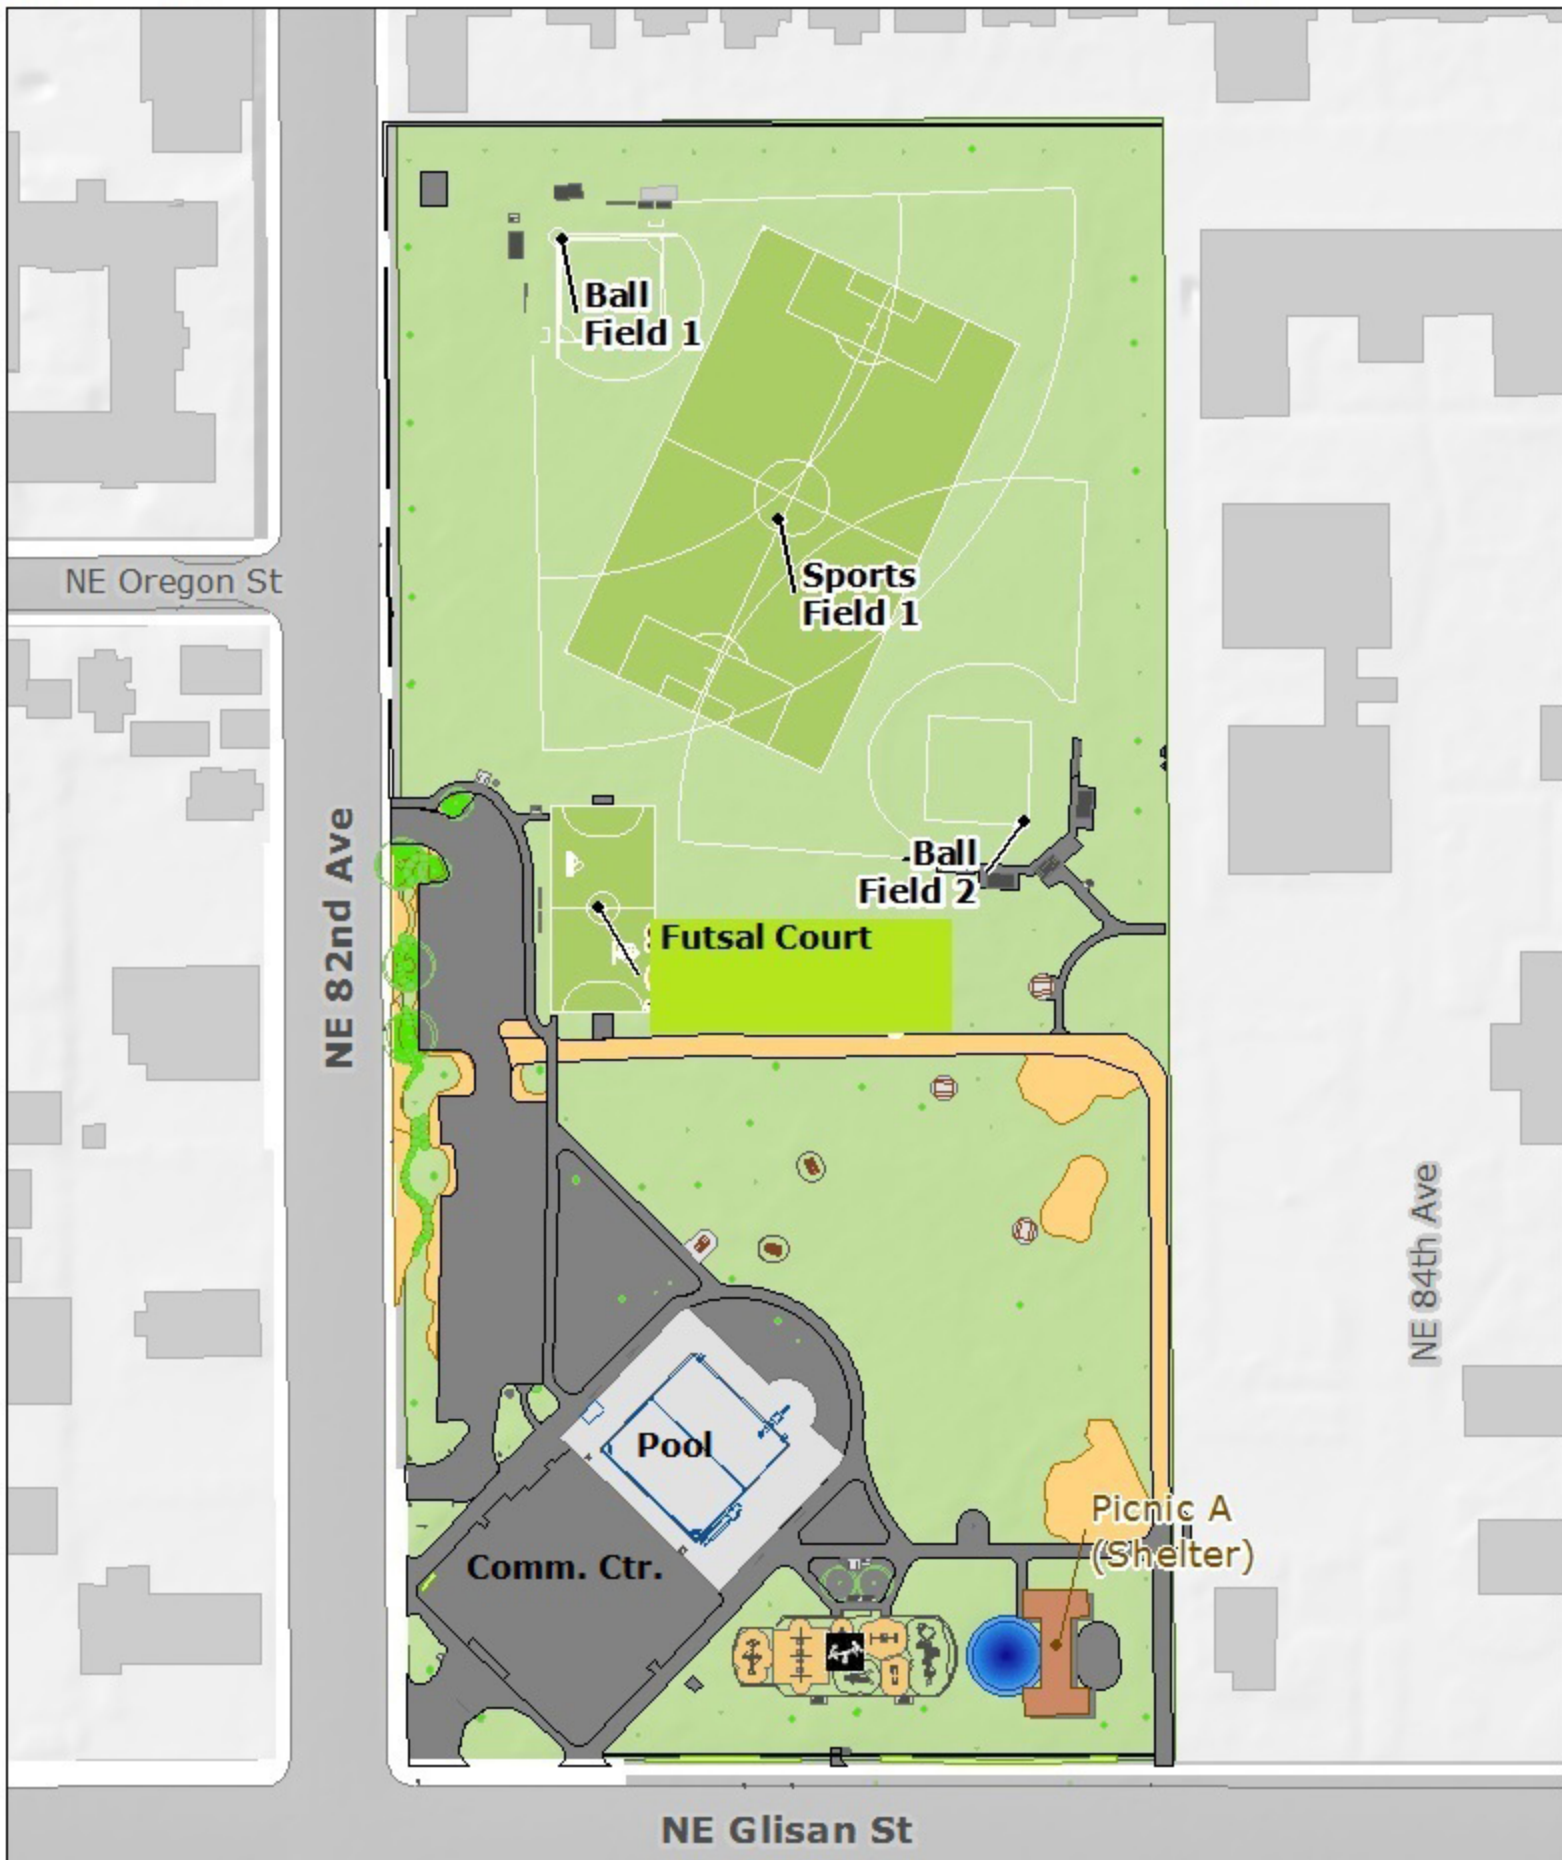 Ball
Field 1
NE Oregon St
Sports
Field 1
NE 82nd Ave
Ball
Field 2
Futsal Court
NE 84th Ave
Pool
Picnic A
(Shelter)
Comm. Ctr.
NE Glisan St